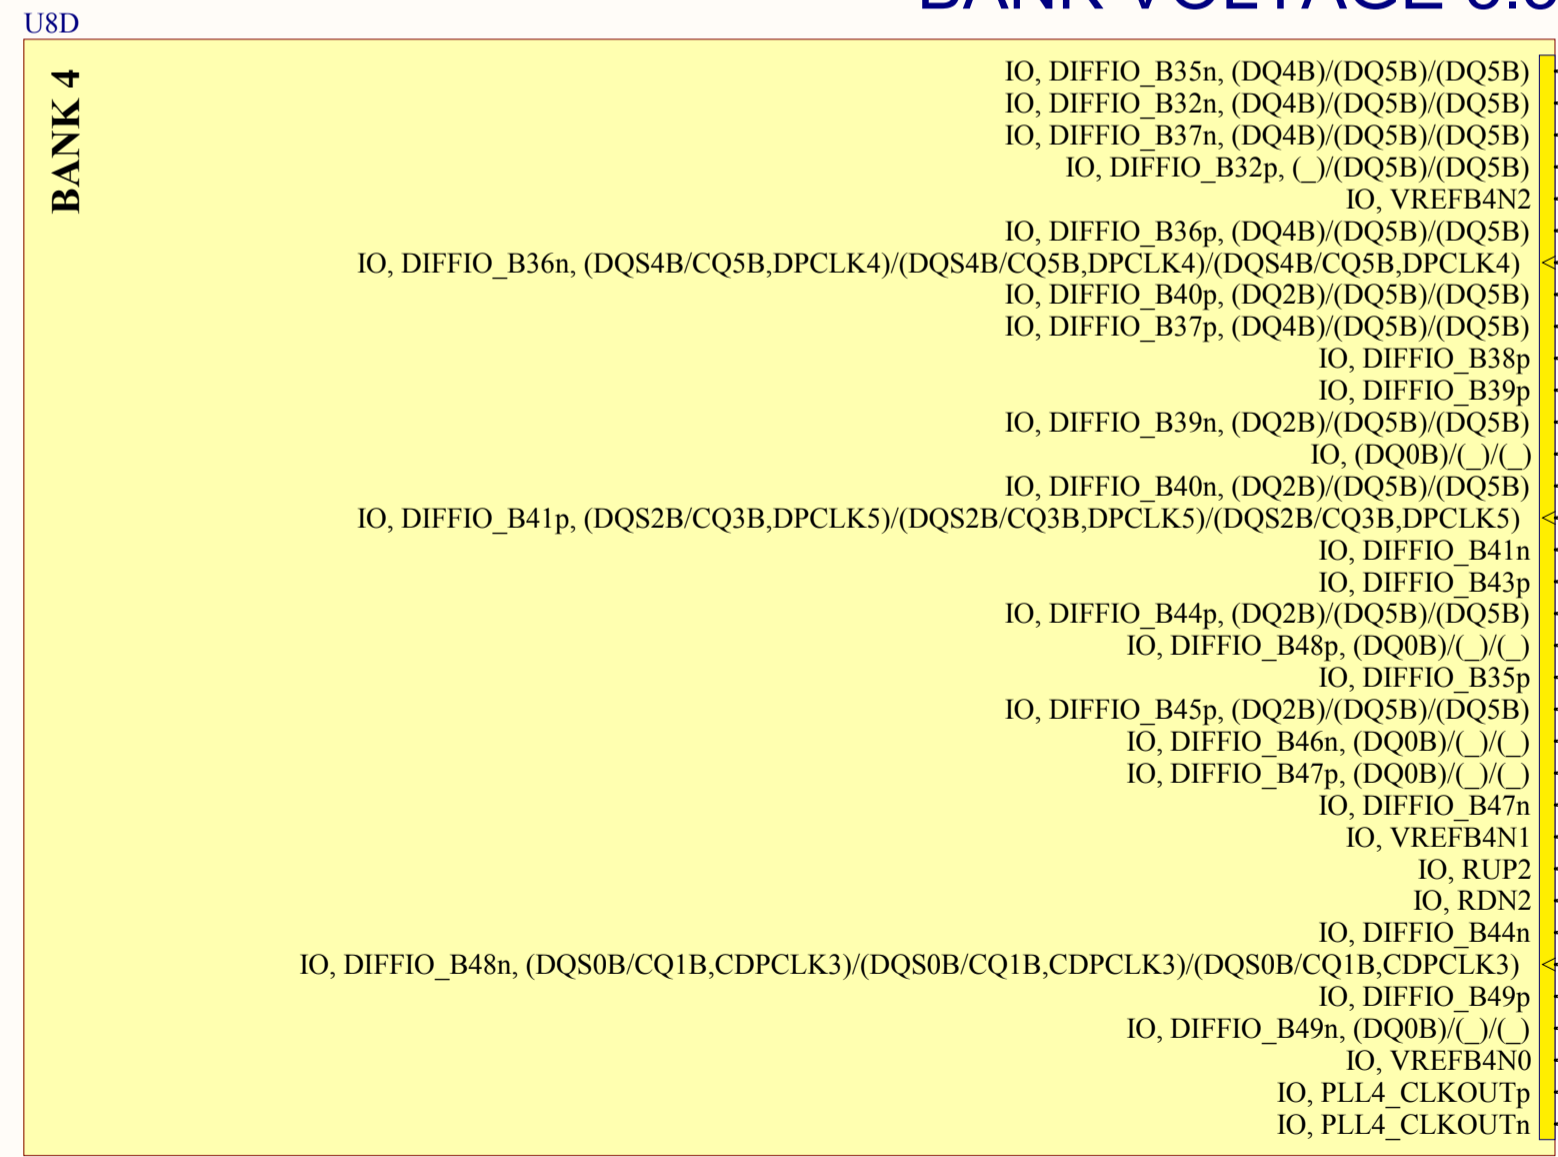 BANK VOLTAGE
U8D
BANK 4
IO, DIFFIO_B35n, (DQ4B)/(DQ5B)/(DQ5B)
IO, DIFFIO_B32n, (DQ4B)/(DQ5B)/(DQ5B)
IO, DIFFIO_B37n, (DQ4B)/(DQ5B)/(DQ5B)
IO, DIFFIO_B32p, (_)/(DQ5B)/(DQ5B)
IO, VREFB4N2
IO, DIFFIO_B36p, (DQ4B)/(DQ5B)/(DQ5B)
IO, DIFFIO_B36n, (DQS4B/CQ5B,DPCLK4)/(DQS4B/CQ5B,DPCLK4)/(DQS4B/CQ5B,DPCLK4)
IO, DIFFIO_B40p, (DQ2B)/(DQ5B)/(DQ5B)
IO, DIFFIO_B37p, (DQ4B)/(DQ5B)/(DQ5B)
IO, DIFFIO_B38p
IO, DIFFIO_B39p
IO, DIFFIO_B39n, (DQ2B)/(DQ5B)/(DQ5B)
IO, (DQ0B)/(_)/(_)
IO, DIFFIO_B40n, (DQ2B)/(DQ5B)/(DQ5B)
IO, DIFFIO_B41p, (DQS2B/CQ3B,DPCLK5)/(DQS2B/CQ3B,DPCLK5)/(DQS2B/CQ3B,DPCLK5)
IO, DIFFIO_B41n
IO, DIFFIO_B43p
IO, DIFFIO_B44p, (DQ2B)/(DQ5B)/(DQ5B)
IO, DIFFIO_B48p, (DQ0B)/(_)/(_)
IO, DIFFIO_B35p
IO, DIFFIO_B45p, (DQ2B)/(DQ5B)/(DQ5B)
IO, DIFFIO_B46n, (DQ0B)/(_)/(_)
IO, DIFFIO_B47p, (DQ0B)/(_)/(_)
IO, DIFFIO_B47n
IO, VREFB4N1
IO, RUP2
IO, RDN2
IO, DIFFIO_B44n
IO, DIFFIO_B48n, (DQS0B/CQ1B,CDPCLK3)/(DQS0B/CQ1B,CDPCLK3)/(DQS0B/CQ1B,CDPCLK3)
IO, DIFFIO_B49p
IO, DIFFIO_B49n, (DQ0B)/(_)/(_)
IO, VREFB4N0
IO, PLL4_CLKOUTp
IO, PLL4_CLKOUTn